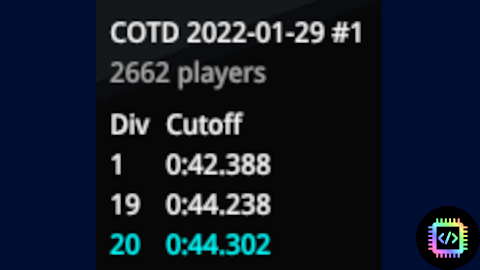 COTD 2022-01-29 #1
2662 players
Div Cutoff
1 0:42.388
19 0:44.238
20 0:44.302